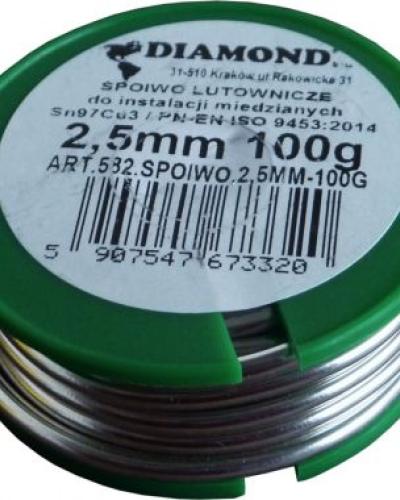 DIAMOND
31-510 Kraków, ul Rakowicka 31
SPOIWO LUTOWNICZE
do instalacji miedzianych
Sn97Cu3 / PN-EN ISO 9453:2014
2,5mm 100g
ART.582.SPOIWO.2,5MM-100G
5 907547 673320